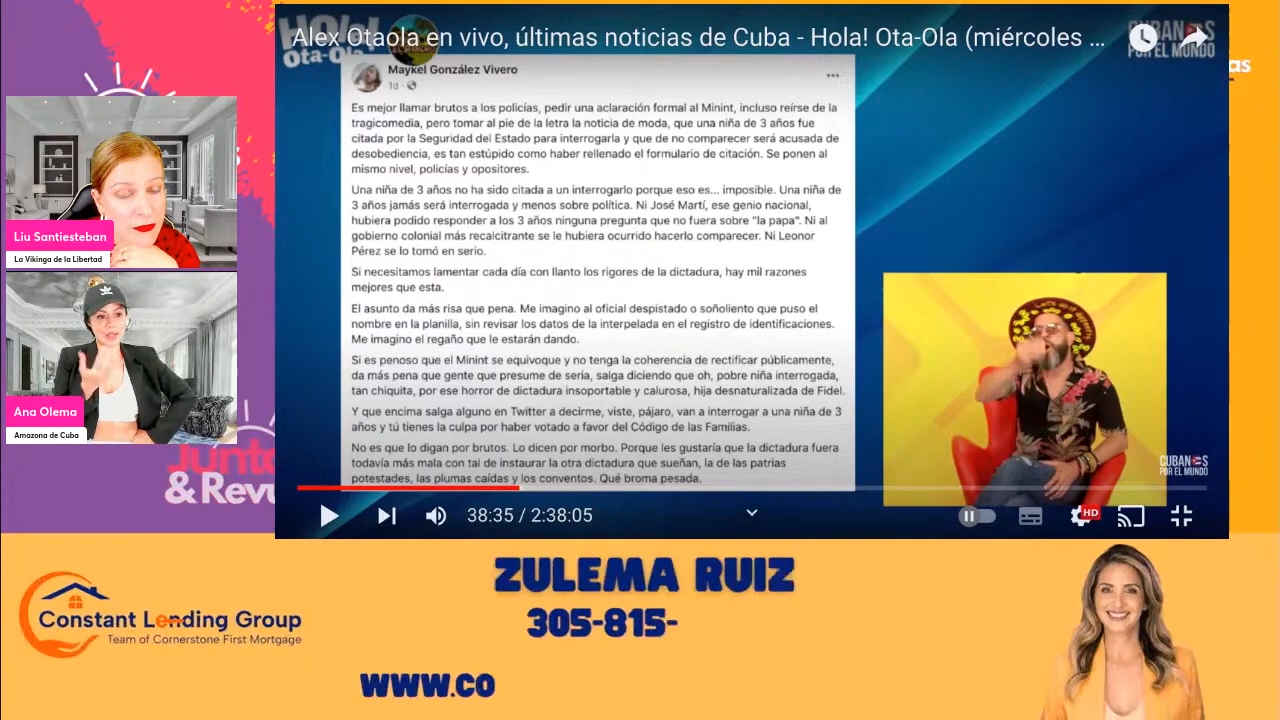 Alex Otaola en vivo, últimas noticias de Cuba - Hola! Ota-Ola (miércoles ...
HOLA!
Ota-Ola
CUBANOS
POR EL MUNDO
as
Maykel González Vivero
1d
Es mejor llamar brutos a los policías, pedir una aclaración formal al Minint, incluso reírse de la
tragicomedia, pero tomar al pie de la letra la noticia de moda, que una niña de 3 años fue
citada por la Seguridad del Estado para interrogarla y que de no comparecer será acusada de
desobediencia, es tan estúpido como haber rellenado el formulario de citación. Se ponen al
mismo nivel, policías y opositores.
Una niña de 3 años no ha sido citada a un interrogarlo porque eso es... imposible. Una niña de
3 años jamás será interrogada y menos sobre política. Ni José Martí, ese genio nacional,
hubiera podido responder a los 3 años ninguna pregunta que no fuera sobre "la papa". Ni al
gobierno colonial más recalcitrante se le hubiera ocurrido hacerlo comparecer. Ni Leonor
Pérez se lo tomó en serio.
Si necesitamos lamentar cada día con llanto los rigores de la dictadura, hay mil razones
mejores que esta.
El asunto da más risa que pena. Me imagino al oficial despistado o soñoliento que puso el
nombre en la planilla, sin revisar los datos de la interpelada en el registro de identificaciones.
Me imagino el regaño que le estarán dando.
Si es penoso que el Minint se equivoque y no tenga la coherencia de rectificar públicamente,
da más pena que gente que presume de seria, salga diciendo que oh, pobre niña interrogada,
tan chiquita, por ese horror de dictadura insoportable y calurosa, hija desnaturalizada de Fidel.
Y que encima salga alguno en Twitter a decirme, viste, pájaro, van a interrogar a una niña de 3
años y tú tienes la culpa por haber votado a favor del Código de las Familias.
No es que lo digan por brutos. Lo dicen por morbo. Porque les gustaría que la dictadura fuera
todavía más mala con tal de instaurar la otra dictadura que sueñan, la de las patrias
potestades, las plumas caídas y los conventos. Qué broma pesada.
Liu Santiesteban
La Vikinga de la Libertad
Ana Olema
Amazona de Cuba
Junto
& Revu
CUBANOS
POR EL MUNDO
38:35 / 2:38:05
HD
Constant Lending Group
Team of Cornerstone First Mortgage
ZULEMA RUIZ
305-815-
WWW.CO